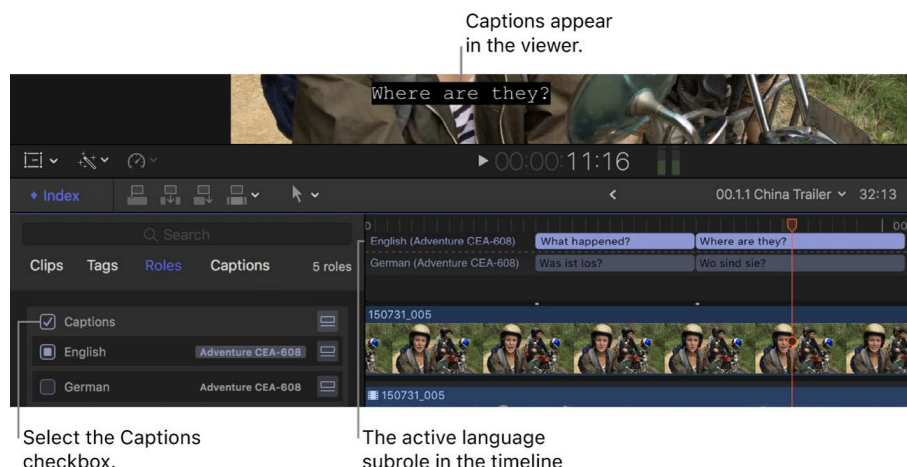 Captions appear
in the viewer.
Where are they?
00:00:11:16
Index
00.1.1 China Trailer
32:13
Search
Clips
Tags
Roles
Captions
5 roles
0
00
English (Adventure CEA-608)
What happened?
Where are they?
German (Adventure CEA-608)
Was ist los?
Wo sind sie?
Captions
English
Adventure CEA-608
German
Adventure CEA-608
150731_005
150731_005
Select the Captions
checkbox.
The active language
subrole in the timeline